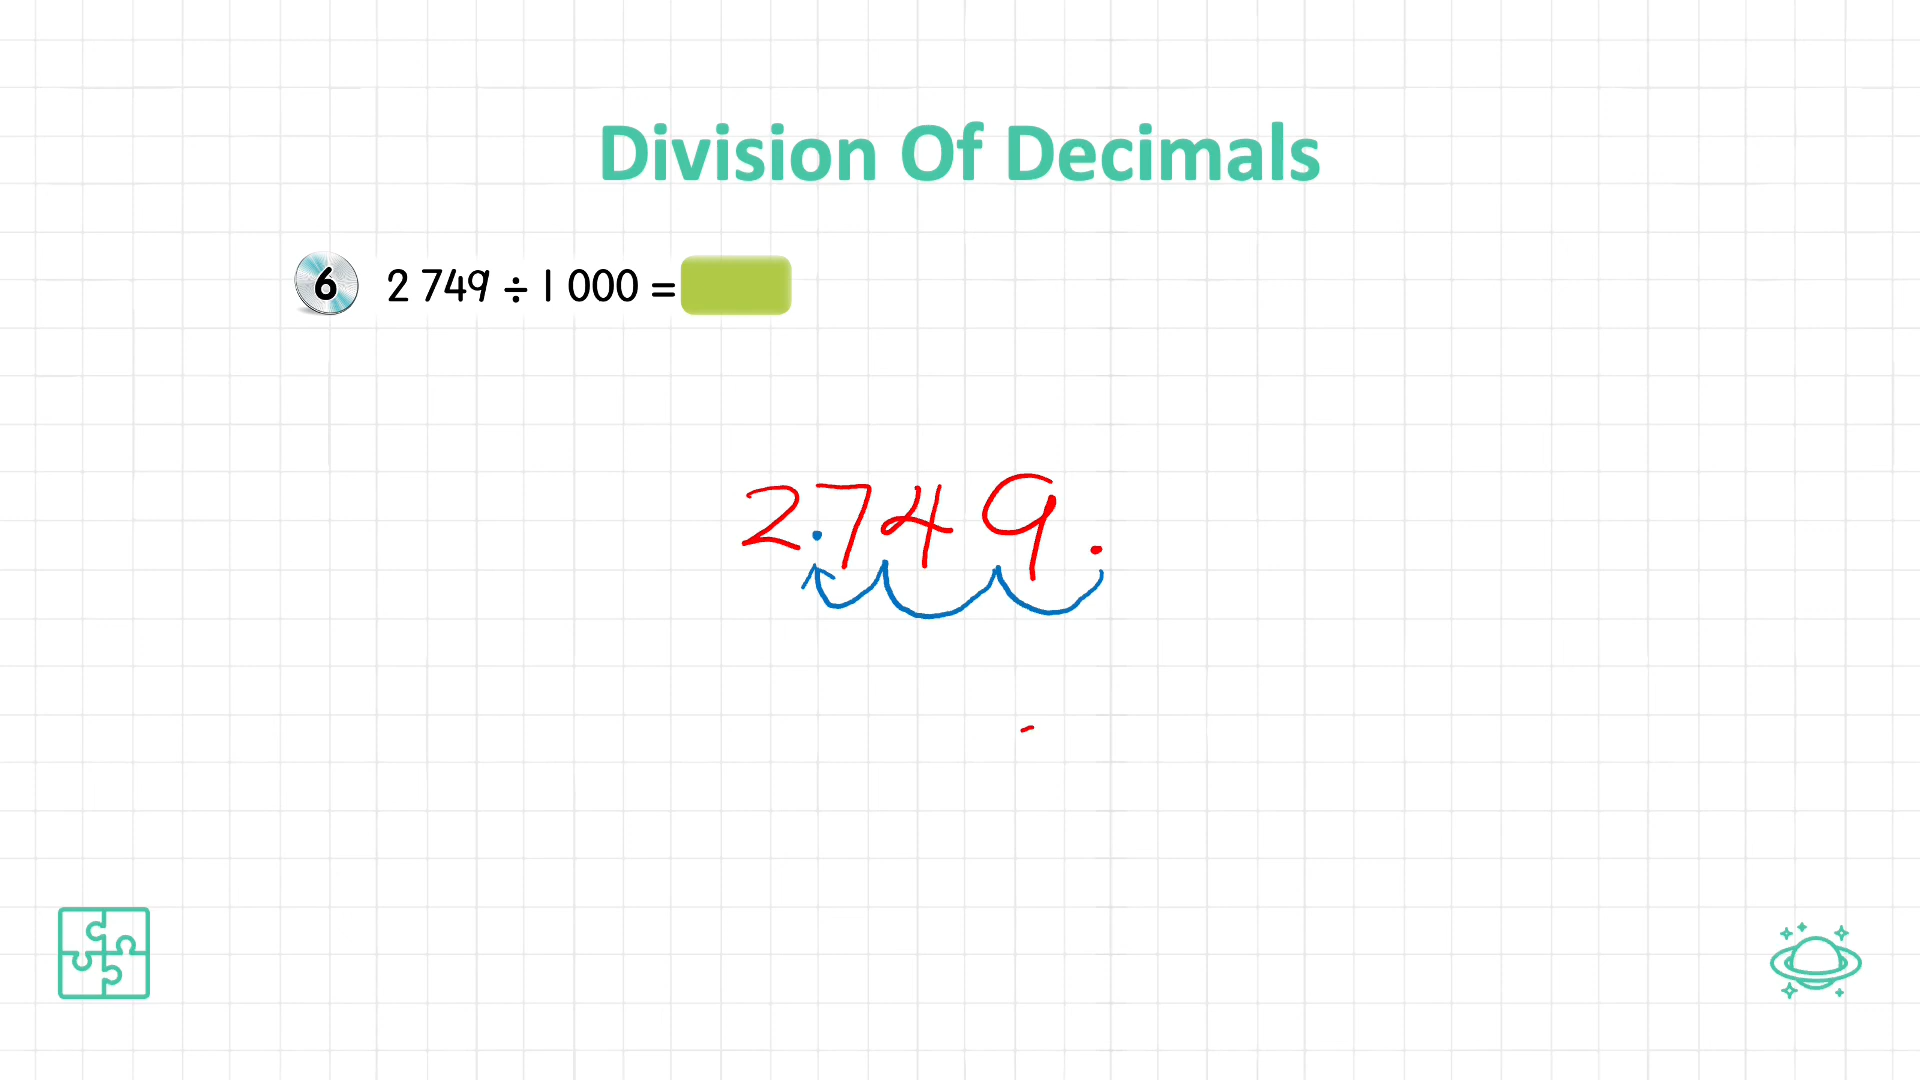 Division Of Decimals
6 2 749 ÷ 1 000 =
2.749.
-